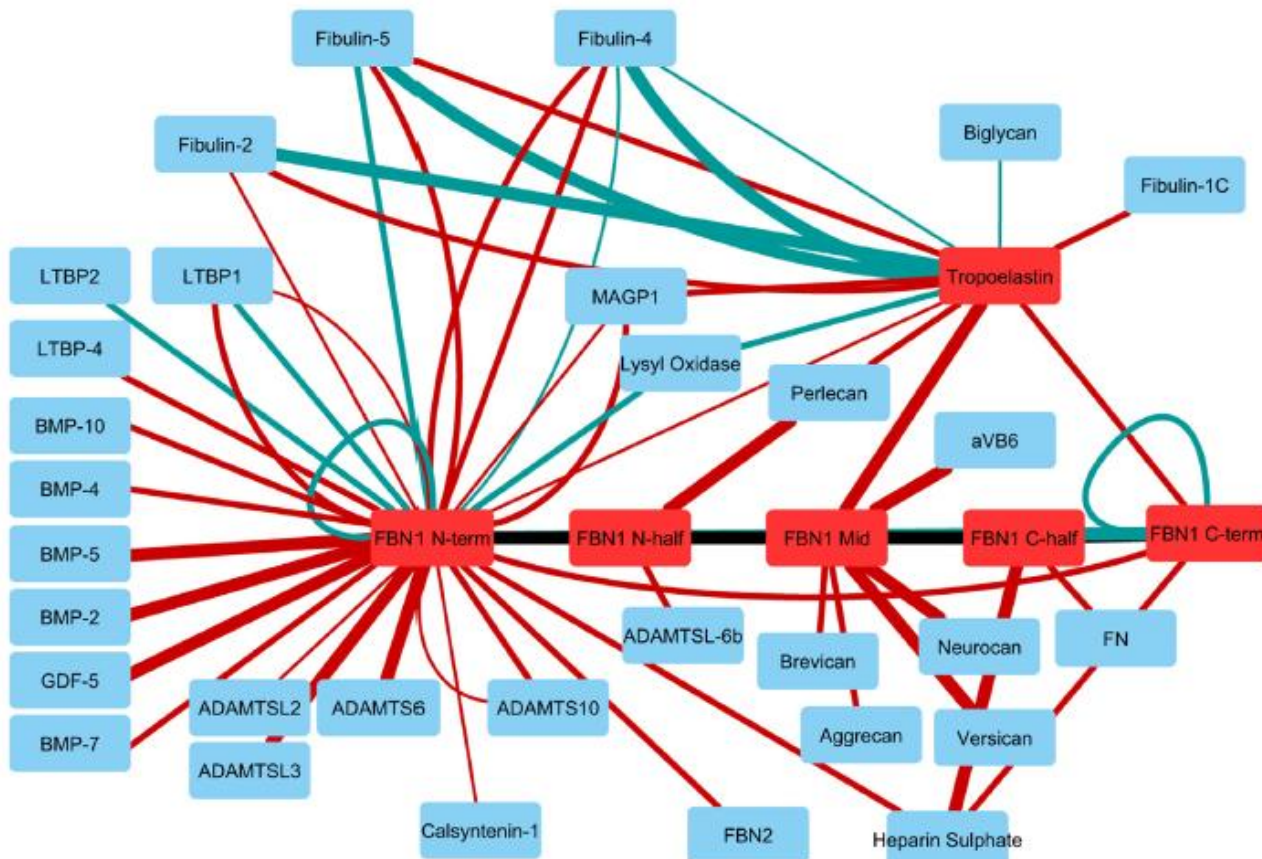 Fibulin-5
Fibulin-4
Fibulin-2
Biglycan
Fibulin-1C
LTBP2
LTBP1
MAGP1
Tropoelastin
LTBP-4
Lysyl Oxidase
Perlecan
BMP-10
aVB6
BMP-4
FBN1 N-term
FBN1 N-half
FBN1 Mid
FBN1 C-half
FBN1 C-term
BMP-5
BMP-2
ADAMTSL-6b
Brevican
Neurocan
FN
GDF-5
ADAMTSL2
ADAMTS6
ADAMTS10
BMP-7
Aggrecan
Versican
ADAMTSL3
Calsyntenin-1
FBN2
Heparin Sulphate